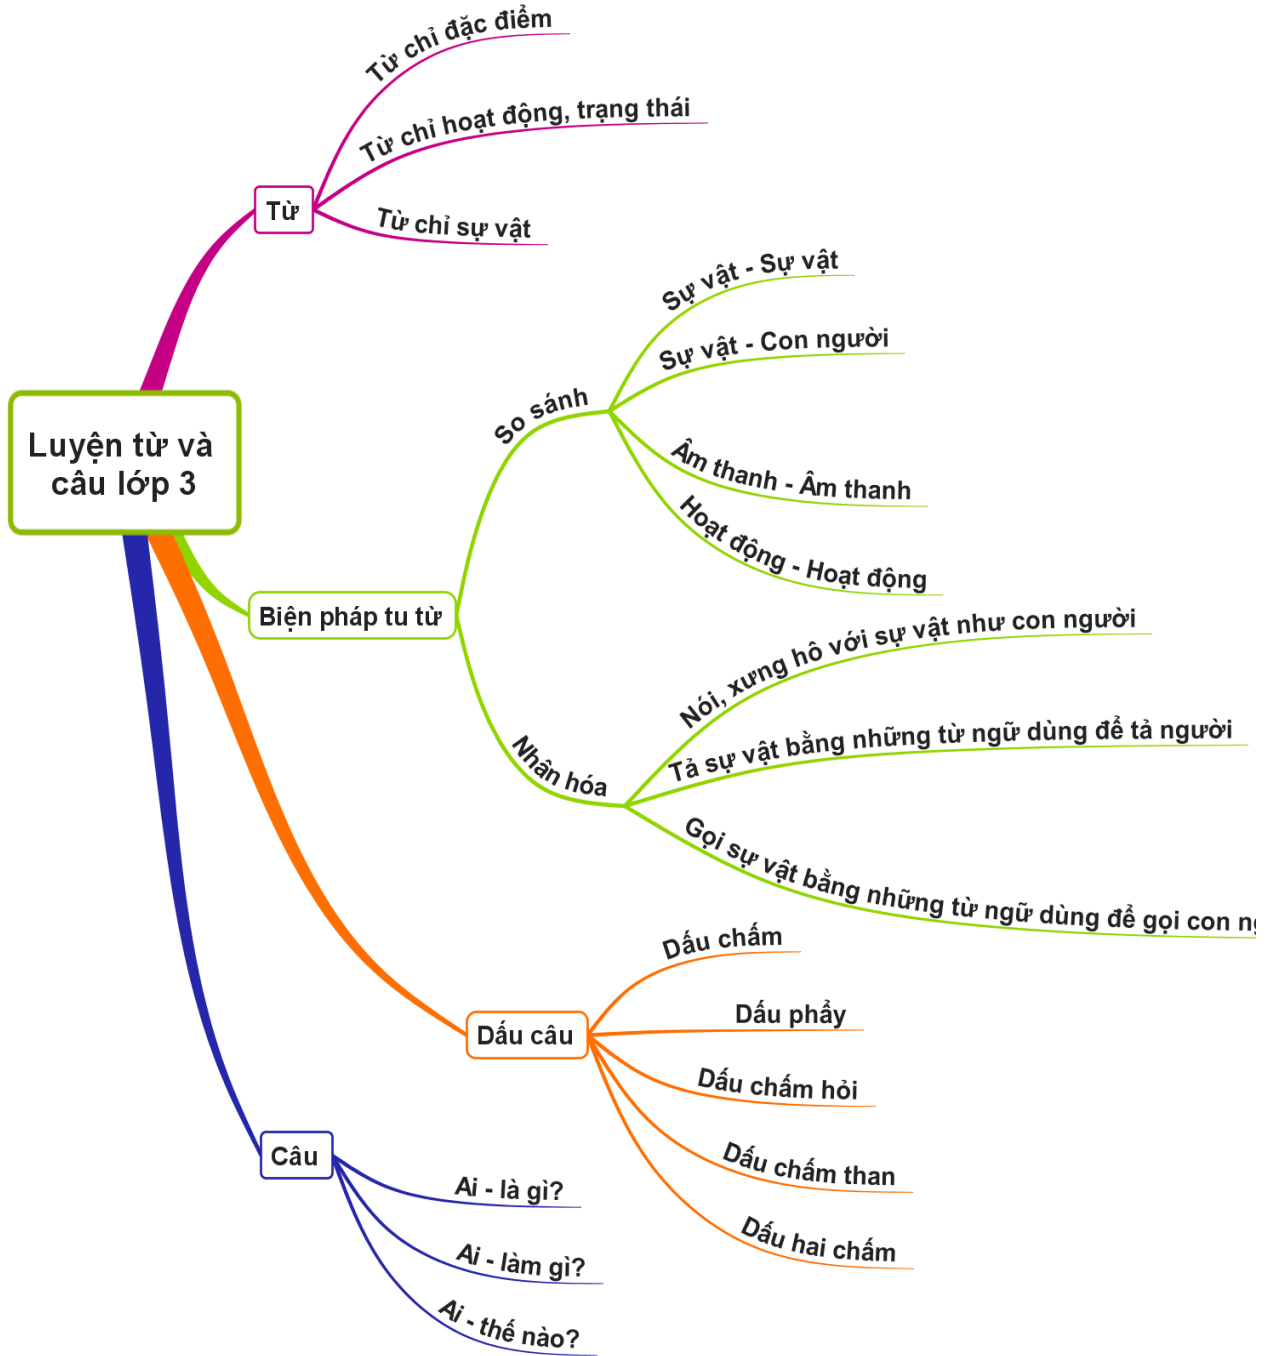 Luyện từ và
câu lớp 3
Từ
Từ chỉ đặc điểm
Từ chỉ hoạt động, trạng thái
Từ chỉ sự vật
Biện pháp tu từ
So sánh
Sự vật - Sự vật
Sự vật - Con người
Âm thanh - Âm thanh
Hoạt động - Hoạt động
Nhân hóa
Nói, xưng hô với sự vật như con người
Tả sự vật bằng những từ ngữ dùng để tả người
Gọi sự vật bằng những từ ngữ dùng để gọi con
Dấu câu
Dấu chấm
Dấu phẩy
Dấu chấm hỏi
Dấu chấm than
Dấu hai chấm
Câu
Ai - là gì?
Ai - làm gì?
Ai - thế nào?